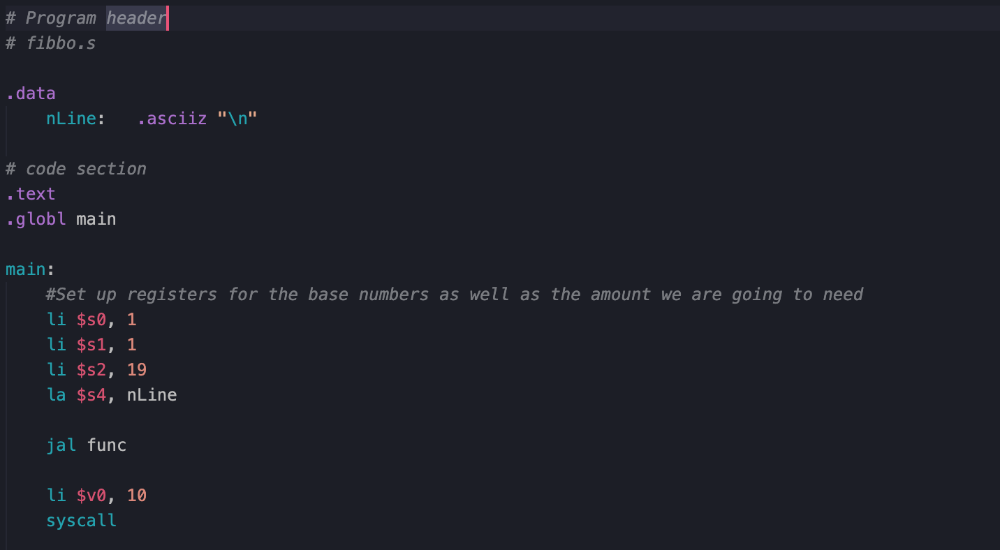 # Program header
# fibbo.s
.data
nLine:   .asciiz "\n"
# code section
.text
.globl main
main:
#Set up registers for the base numbers as well as the amount we are going to need
li $s0, 1
li $s1, 1
li $s2, 19
la $s4, nLine
jal func
li $v0, 10
syscall